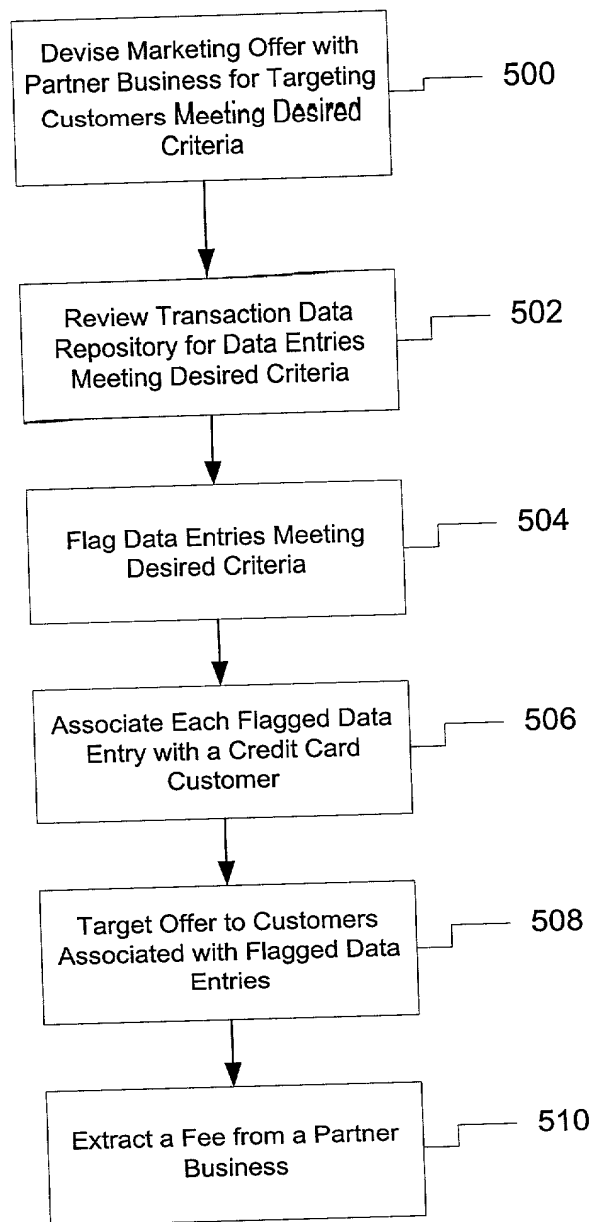 Devise Marketing Offer with
Partner Business for Targeting
Customers Meeting Desired
Criteria
500
Review Transaction Data
Repository for Data Entries
Meeting Desired Criteria
502
Flag Data Entries Meeting
Desired Criteria
504
Associate Each Flagged Data
Entry with a Credit Card
Customer
506
Target Offer to Customers
Associated with Flagged Data
Entries
508
Extract a Fee from a Partner
Business
510